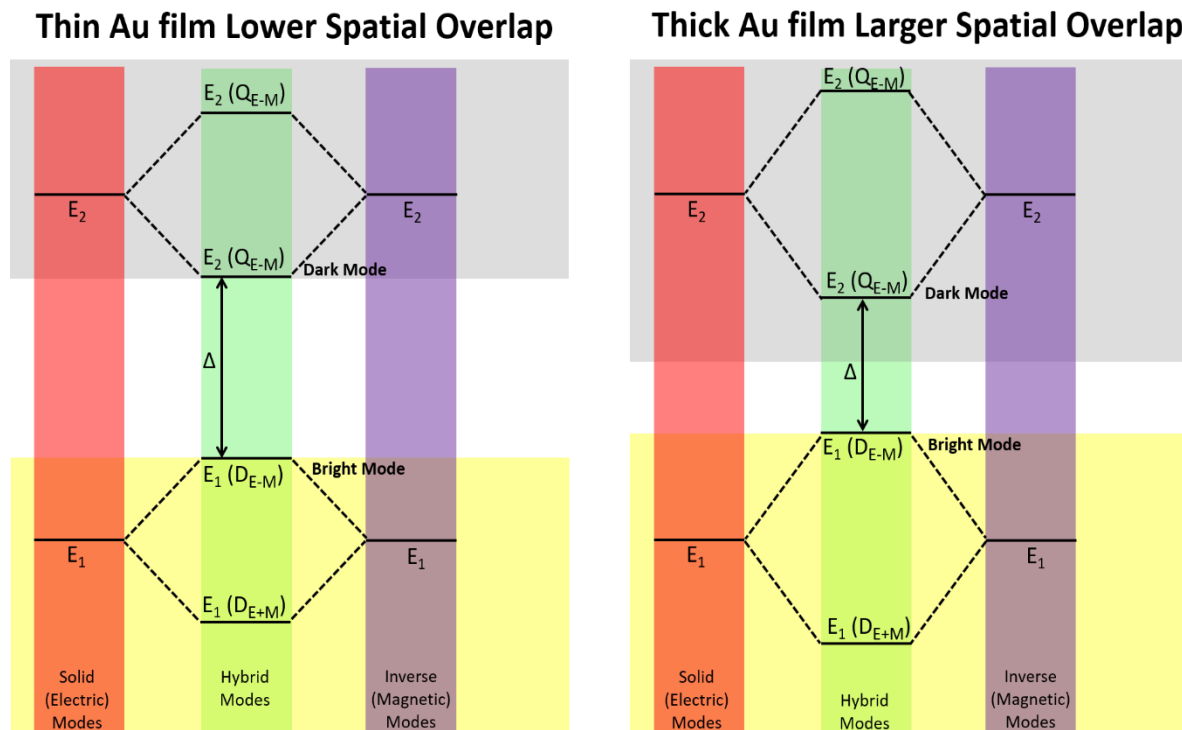 Thin Au film Lower Spatial Overlap
E2 (QE-M)
E2
E2
E2 (QE-M)
Dark Mode
Δ
Bright Mode
E1 (DE-M)
E1
E1
E1 (DE+M)
Solid
(Electric)
Modes
Hybrid
Modes
Inverse
(Magnetic)
Modes
Thick Au film Larger Spatial Overlap
E2 (QE-M)
E2
E2
E2 (QE-M)
Dark Mode
Δ
Bright Mode
E1 (DE-M)
E1
E1
E1 (DE+M)
Solid
(Electric)
Modes
Hybrid
Modes
Inverse
(Magnetic)
Modes